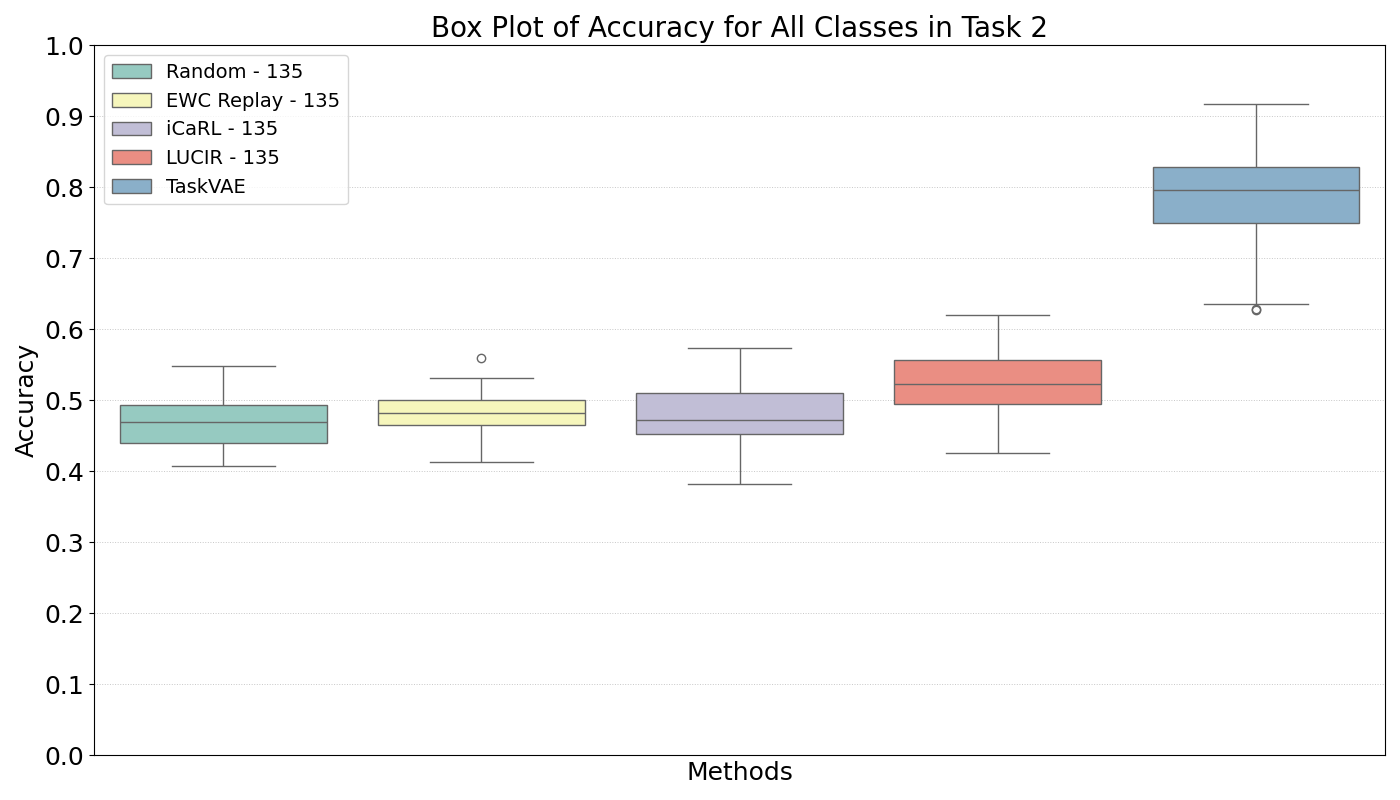 Box Plot of Accuracy for All Classes in Task 2
1.0
0.9
0.8
0.7
0.6
0.5
0.4
0.3
0.2
0.1
0.0
Accuracy
Random - 135
EWC Replay - 135
iCaRL - 135
LUCIR - 135
TaskVAE
Methods